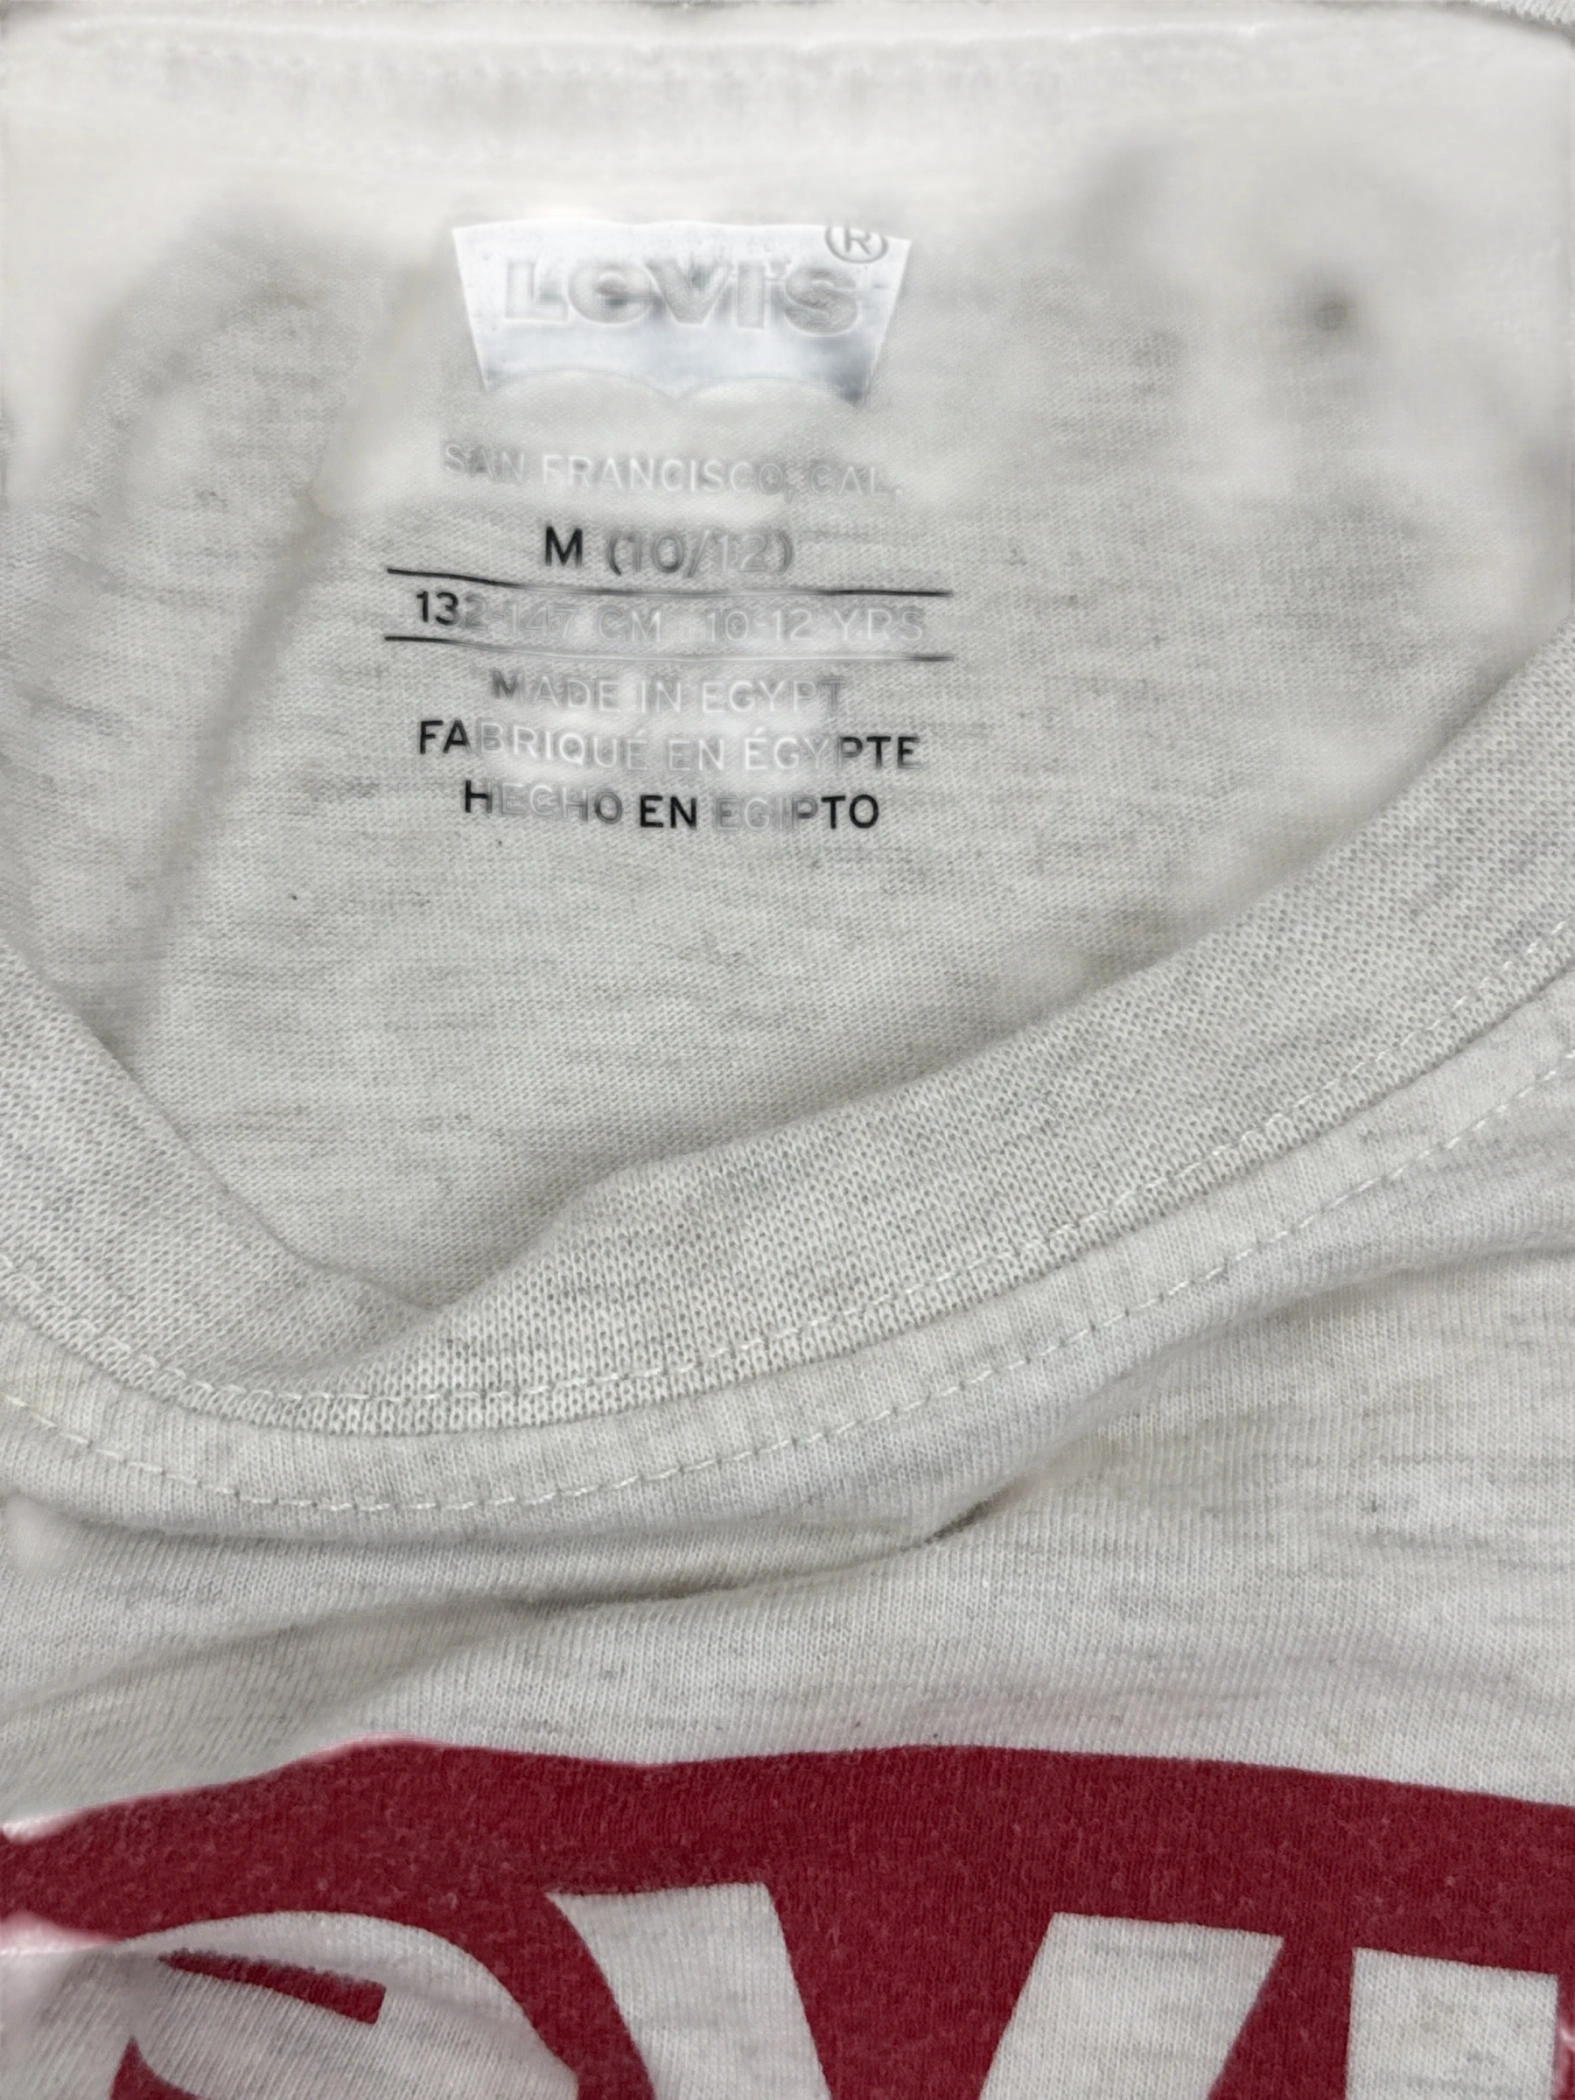 LEVI'S®
SAN FRANCISCO, CAL.
M (10/12)
132-147 CM 10-12 YRS
MADE IN EGYPT
FABRIQUÉ EN ÉGYPTE
HECHO EN EGIPTO
eVI